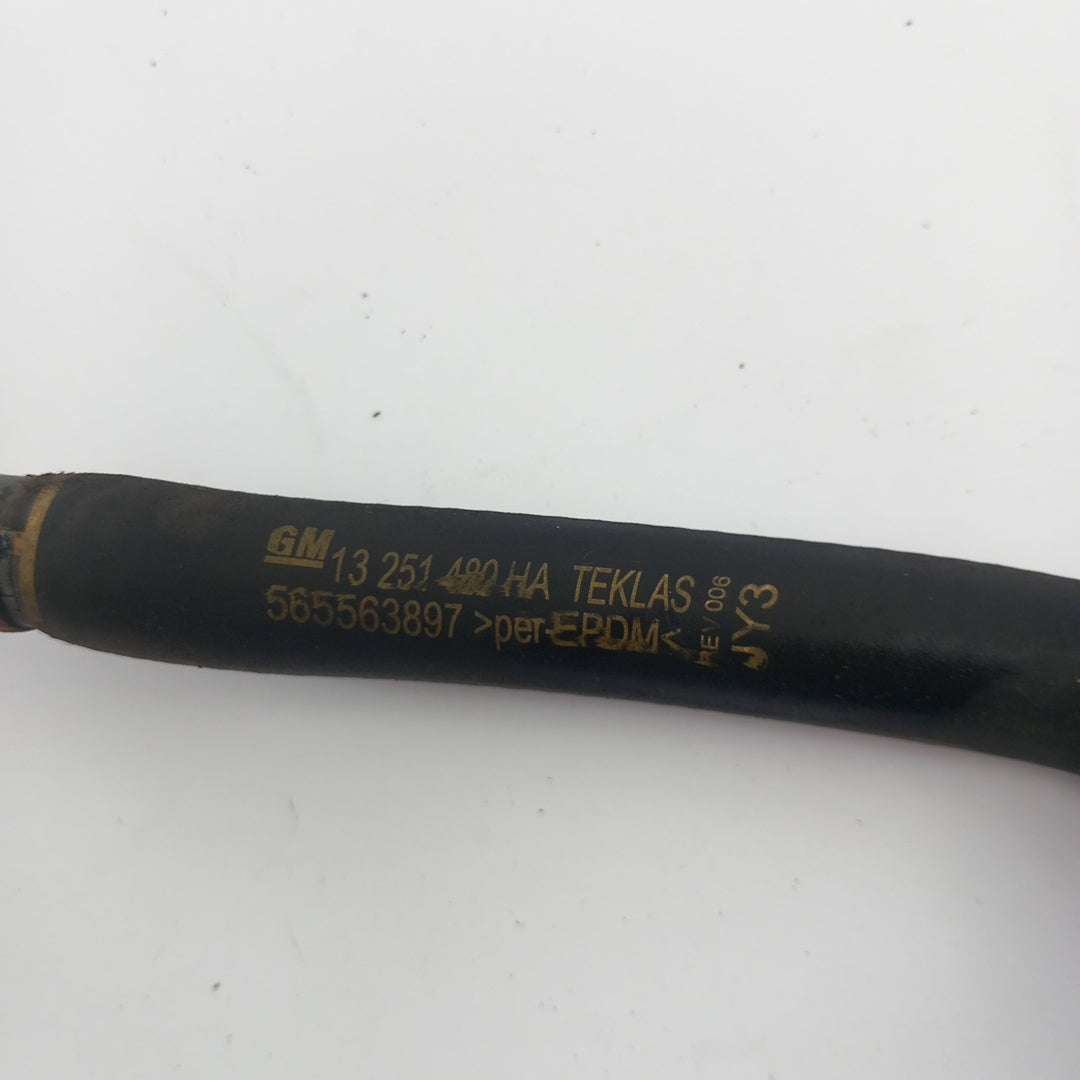 GM 13 251 480 HA TEKLAS
565563897 >per-EPDM<
REV 006
JY3